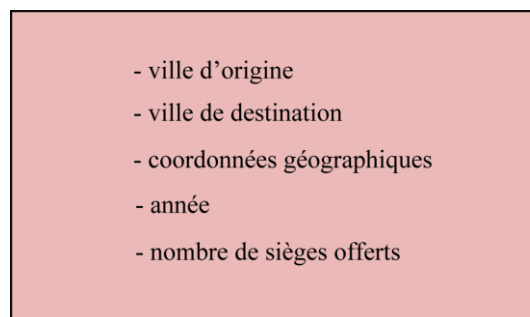 - ville d’origine
- ville de destination
- coordonnées géographiques
- année
- nombre de sièges offerts